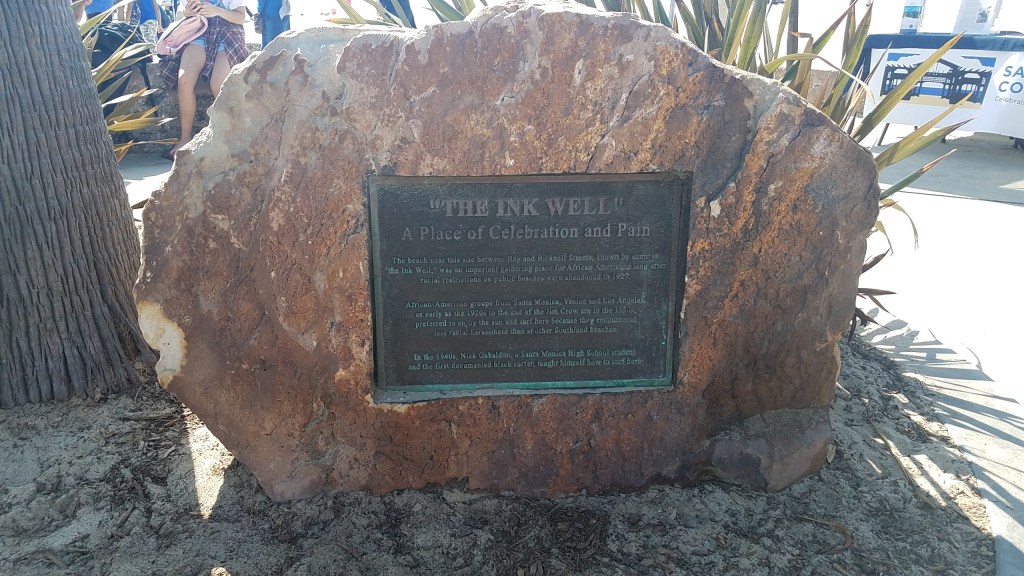 "THE INK WELL"
A Place of Celebration and Pain
The beach near this site between Bay and Bicknell Streets, known by some as
"the Ink Well," was an important gathering place for African Americans long after
racial restrictions on public beaches were abandoned in 1927.
African American groups from Santa Monica, Venice and Los Angeles,
as early as the 1920s to the end of the Jim Crow era in the 1950s,
preferred to enjoy the sun and surf here because they encountered
less racial harassment than at other Southland beaches.
In the 1940s, Nick Gabaldon, a Santa Monica High School student
and the first documented black surfer, taught himself how to surf here.
SA
CO
Celebrat